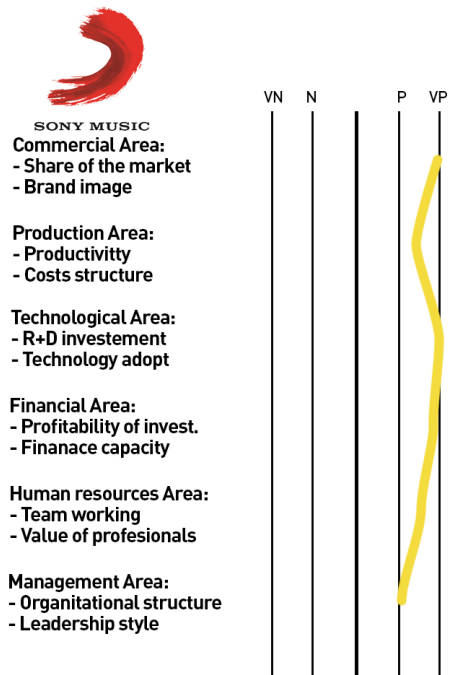 VN N P VP
SONY MUSIC
Commercial Area:
- Share of the market
- Brand image
Production Area:
- Productivitty
- Costs structure
Technological Area:
- R+D investement
- Technology adopt
Financial Area:
- Profitability of invest.
- Finanace capacity
Human resources Area:
- Team working
- Value of profesionals
Management Area:
- Organitational structure
- Leadership style